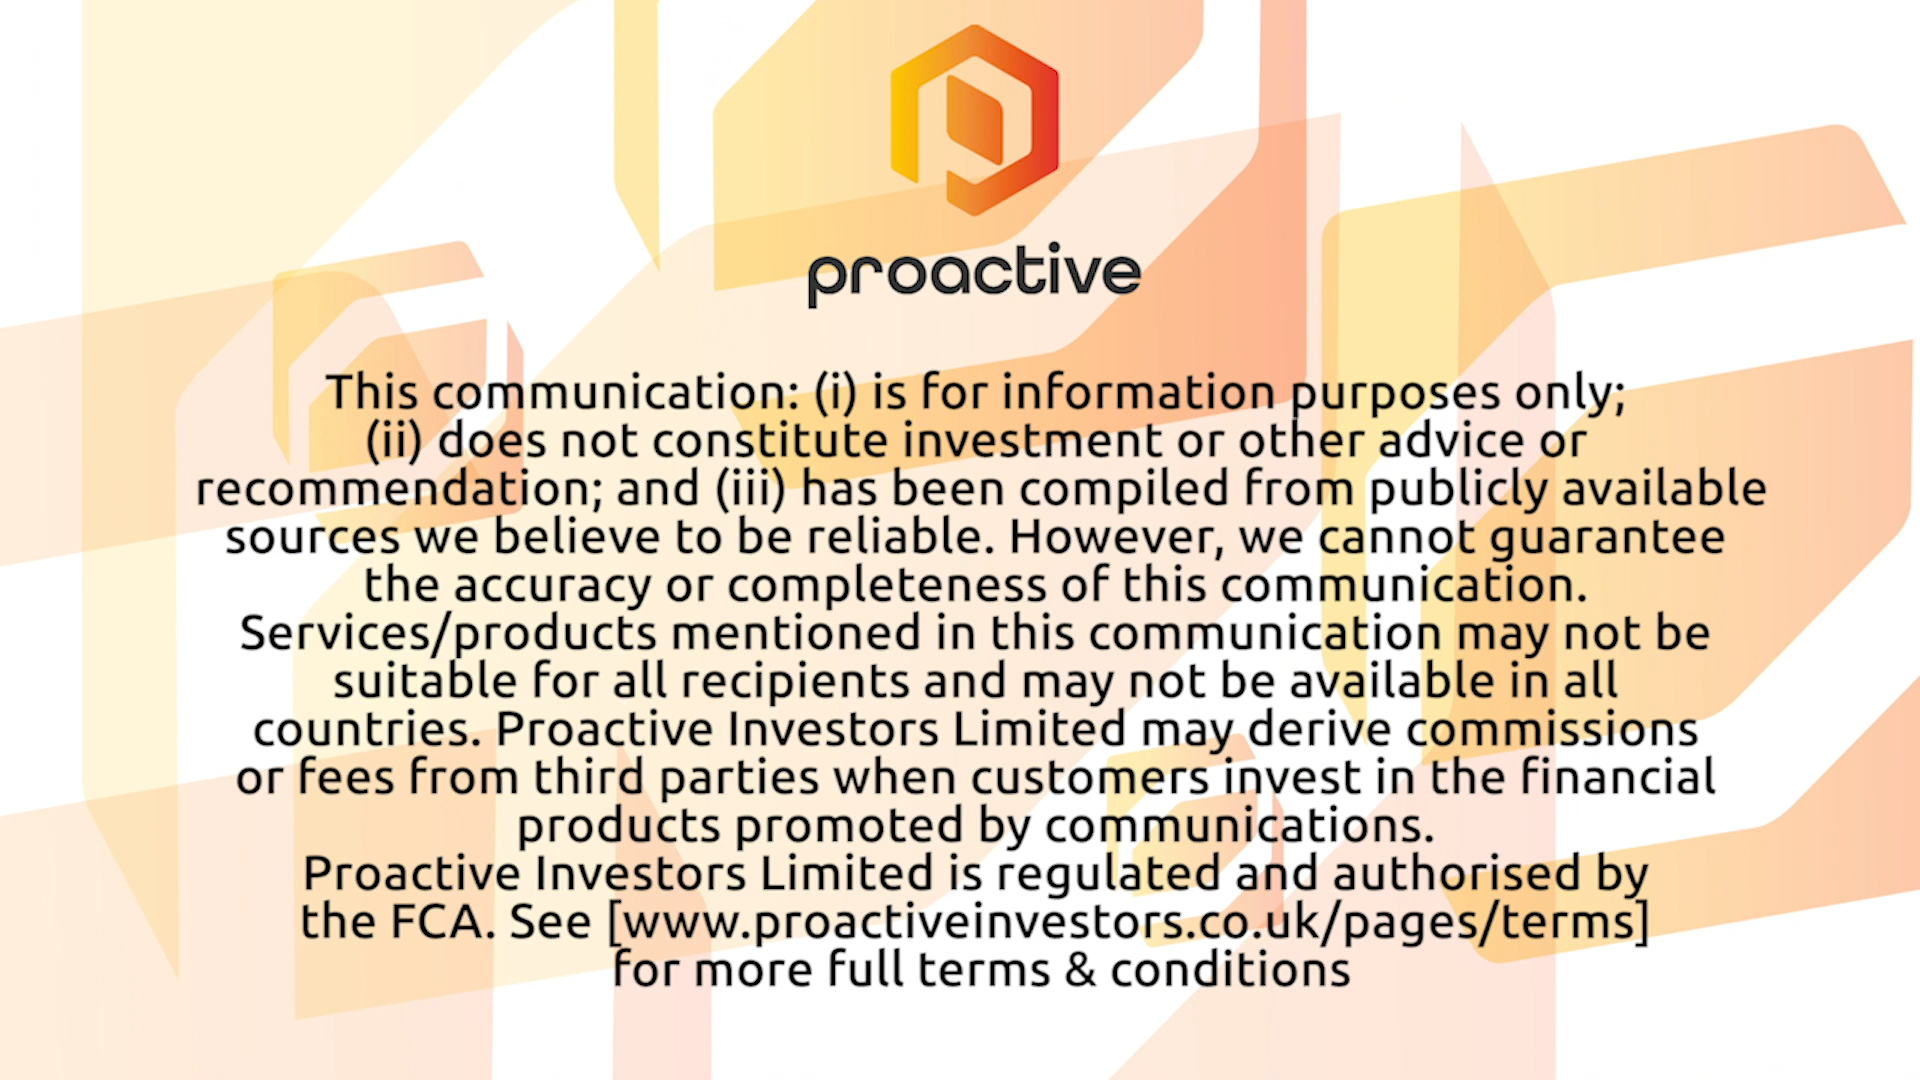 proactive
This communication: (i) is for information purposes only;
(ii) does not constitute investment or other advice or
recommendation; and (iii) has been compiled from publicly available
sources we believe to be reliable. However, we cannot guarantee
the accuracy or completeness of this communication.
Services/products mentioned in this communication may not be
suitable for all recipients and may not be available in all
countries. Proactive Investors Limited may derive commissions
or fees from third parties when customers invest in the financial
products promoted by communications.
Proactive Investors Limited is regulated and authorised by
the FCA. See [www.proactiveinvestors.co.uk/pages/terms]
for more full terms & conditions